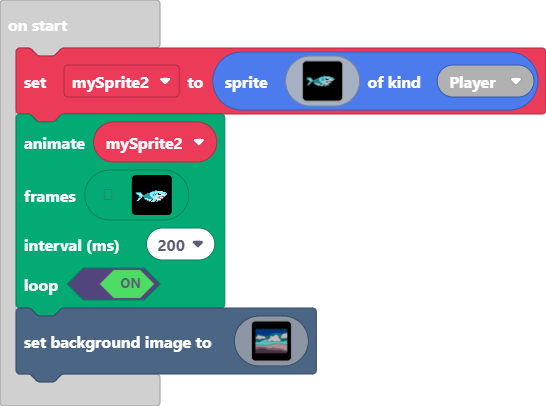 on start
set mySprite2 to sprite of kind Player
animate mySprite2
frames
interval (ms) 200
loop ON
set background image to